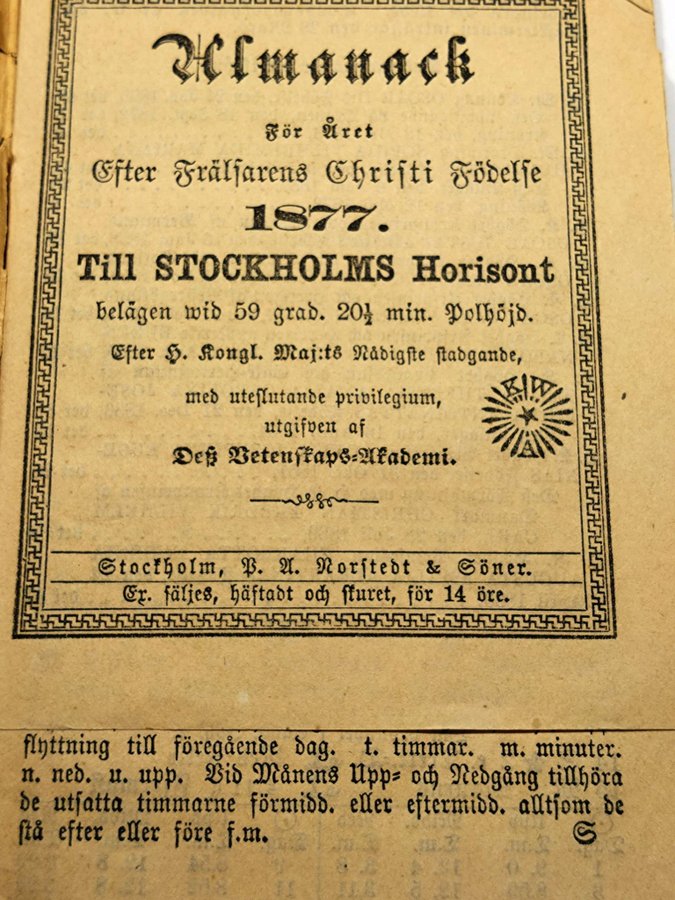 Almanack
För Året
Efter Frälsarens Christi Födelse
1877.
Till STOCKHOLMS Horisont
belägen wid 59 grad. 20½ min. Polhöjd.
Efter H. Kongl. Maj:ts Nådigste stadgande,
med uteslutande privilegium,
utgifven af
Deß Vetenskaps-Akademi.
K W A
Stockholm, P. A. Norstedt & Söner.
Ex. säljes, häftadt och skuret, för 14 öre.
flyttning till föregående dag. t. timmar. m. minuter.
n. ned. u. upp. Vid Månens Upp- och Nedgång tillhöra
de utsatta timmarne förmidd. eller eftermidd. alltsom de
stå efter eller före f.m. S